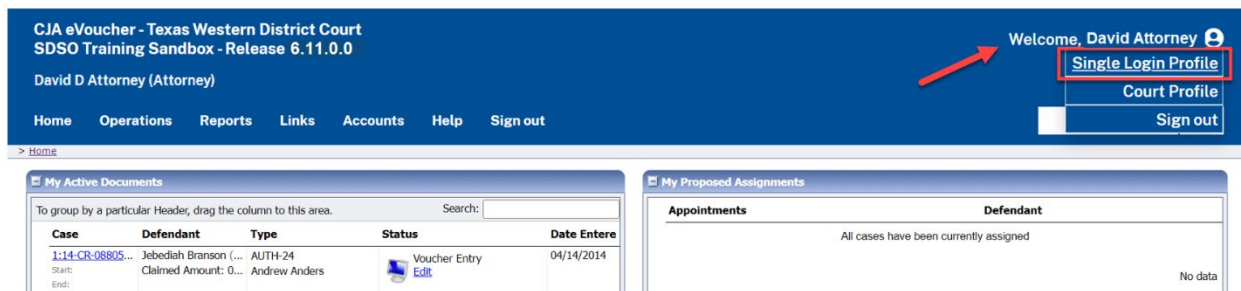 CJA eVoucher - Texas Western District Court
SDSO Training Sandbox - Release 6.11.0.0
Welcome, David Attorney
Single Login Profile
David D Attorney (Attorney)
Court Profile
Home Operations Reports Links Accounts Help Sign out
Sign out
> Home
My Active Documents
To group by a particular Header, drag the column to this area. Search:
Case Defendant Type Status Date Entere
1:14-CR-08805... Jebediah Branson (... AUTH-24 Voucher Entry 04/14/2014
Start: Claimed Amount: 0... Andrew Anders Edit
End:
My Proposed Assignments
Appointments Defendant
All cases have been currently assigned
No data